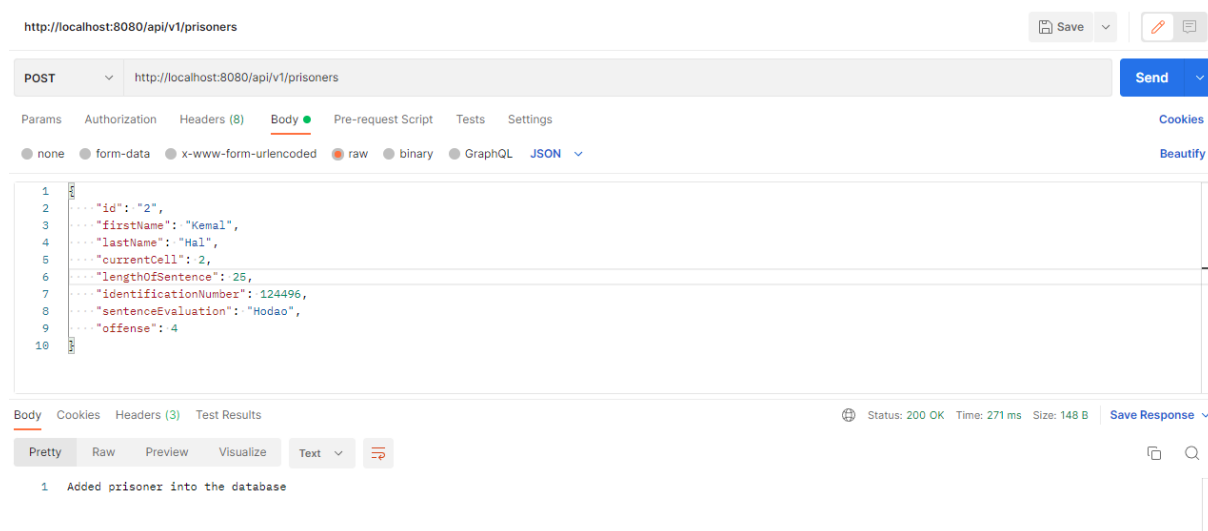 http://localhost:8080/api/v1/prisoners Save
POST http://localhost:8080/api/v1/prisoners Send
Params Authorization Headers (8) Body Pre-request Script Tests Settings Cookies
none form-data x-www-form-urlencoded raw binary GraphQL JSON Beautify
1 {
2 "id": "2",
3 "firstName": "Kemal",
4 "lastName": "Hal",
5 "currentCell": 2,
6 "lengthOfSentence": 25,
7 "identificationNumber": 124496,
8 "sentenceEvaluation": "Hodao",
9 "offense": 4
10 }
Body Cookies Headers (3) Test Results Status: 200 OK Time: 271 ms Size: 148 B Save Response
Pretty Raw Preview Visualize Text
1 Added prisoner into the database